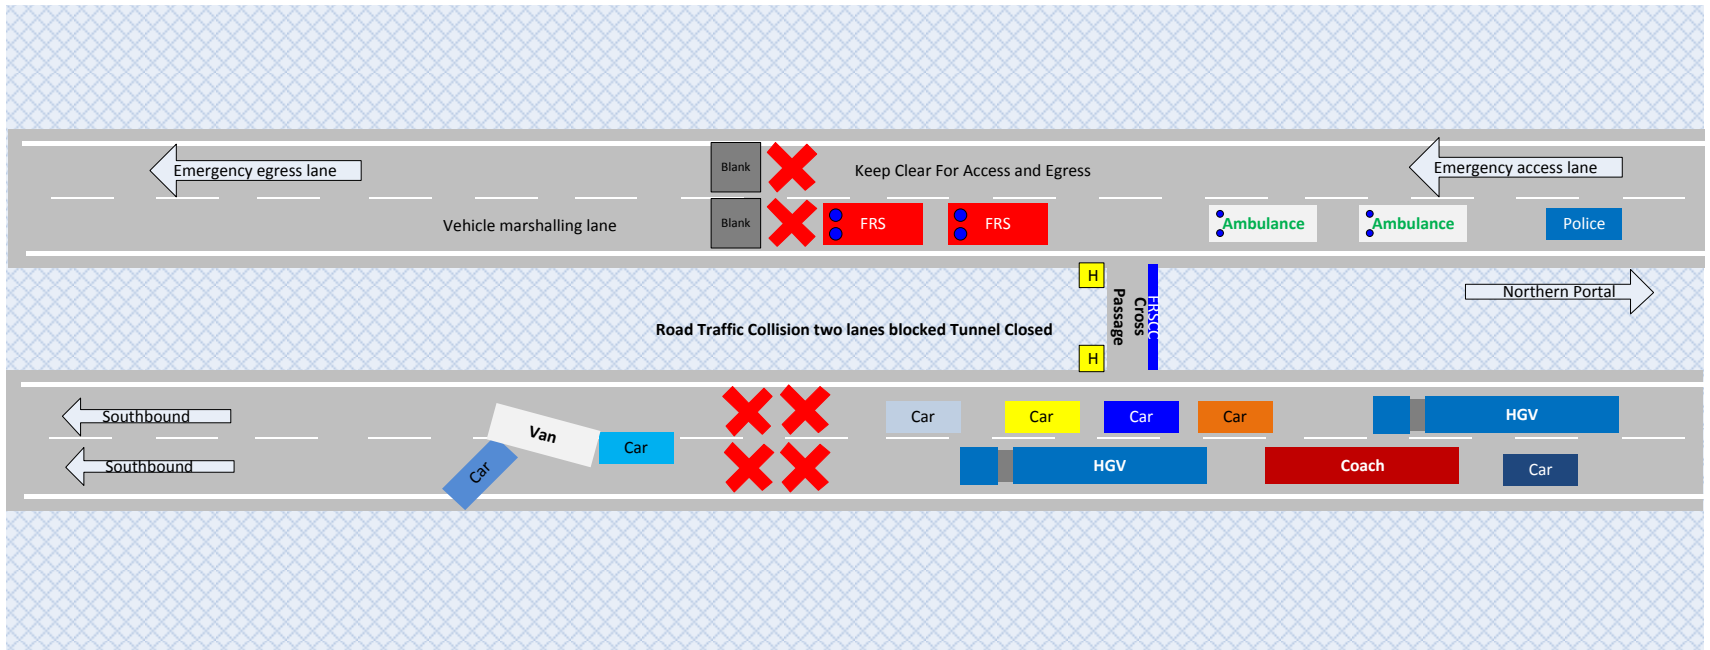 Emergency egress lane
Blank
Keep Clear For Access and Egress
Emergency access lane
Vehicle marshalling lane
Blank
FRS
FRS
Ambulance
Ambulance
Police
H
Cross
Passage
FRSCC
Northern Portal
Road Traffic Collision two lanes blocked Tunnel Closed
H
Southbound
Van
Car
Car
Car
Car
Car
HGV
Southbound
Car
Car
HGV
Coach
Car